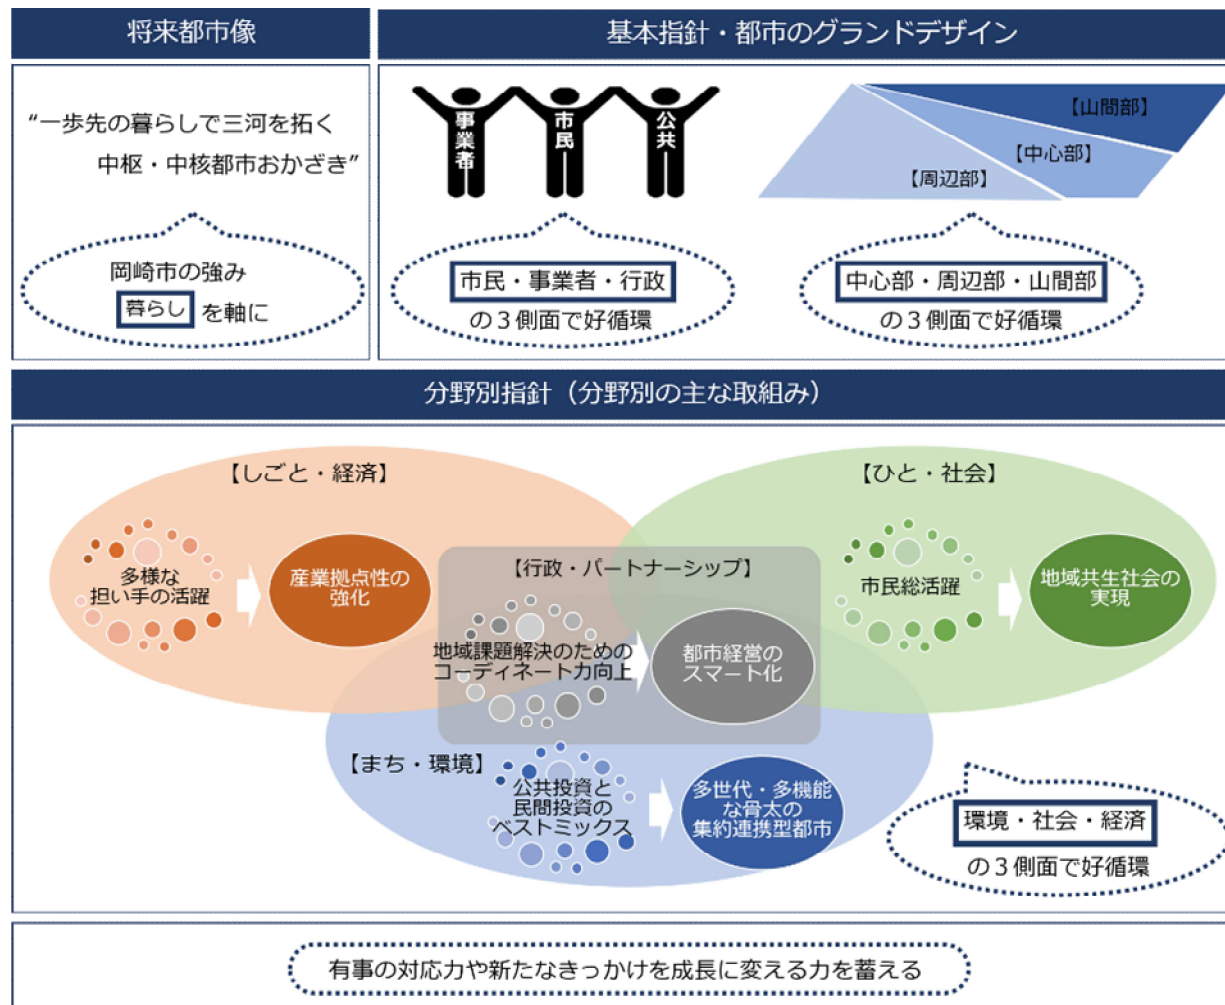 将来都市像
基本指針・都市のグランドデザイン
“一歩先の暮らしで三河を拓く
中枢・中核都市おかざき”
岡崎市の強み
暮らし を軸に
事業者
市民
公共
【山間部】
【中心部】
【周辺部】
市民・事業者・行政
の３側面で好循環
中心部・周辺部・山間部
の３側面で好循環
分野別指針（分野別の主な取組み）
【しごと・経済】
多様な
担い手の活躍
産業拠点性の
強化
【ひと・社会】
市民総活躍
地域共生社会の
実現
【行政・パートナーシップ】
地域課題解決のための
コーディネート力向上
都市経営の
スマート化
【まち・環境】
公共投資と
民間投資の
ベストミックス
多世代・多機能
な骨太の
集約連携型都市
環境・社会・経済
の３側面で好循環
有事の対応力や新たなきっかけを成長に変える力を蓄える